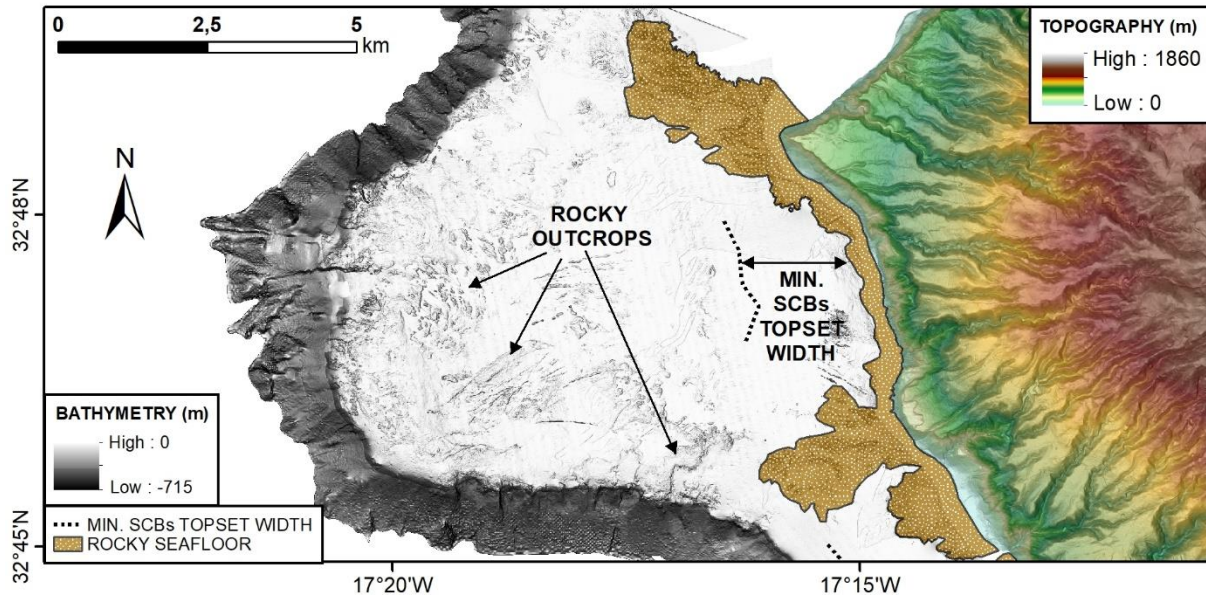 0 2,5 5
km
TOPOGRAPHY (m)
High : 1860
Low : 0
N
32°48'N
ROCKY
OUTCROPS
MIN.
SCBs
TOPSET
WIDTH
BATHYMETRY (m)
High : 0
Low : -715
MIN. SCBs TOPSET WIDTH
ROCKY SEAFLOOR
32°45'N
17°20'W 17°15'W